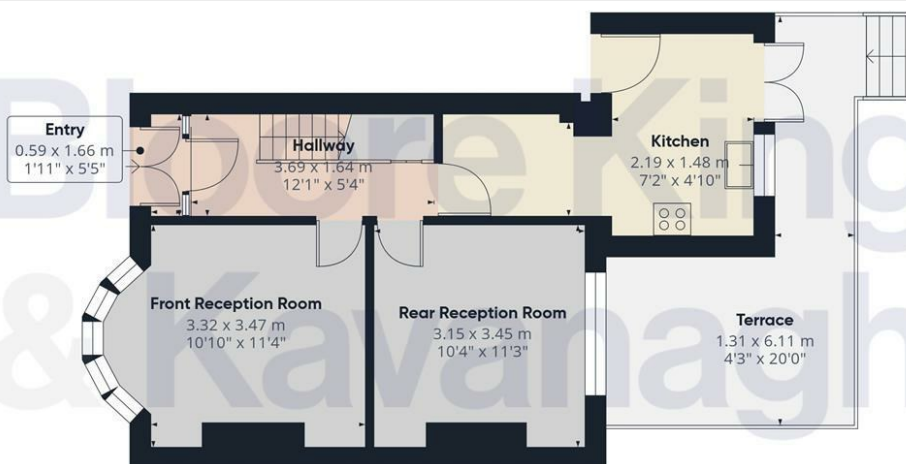 Entry
0.59 x 1.66 m
1'11" x 5'5"
Hallway
3.69 x 1.64 m
12'1" x 5'4"
Kitchen
2.19 x 1.48 m
7'2" x 4'10"
Front Reception Room
3.32 x 3.47 m
10'10" x 11'4"
Rear Reception Room
3.15 x 3.45 m
10'4" x 11'3"
Terrace
1.31 x 6.11 m
4'3" x 20'0"
Bloore King
& Kavanagh